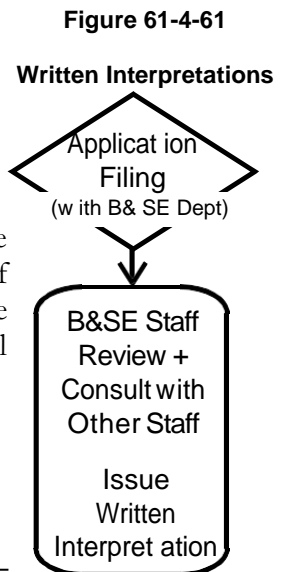 Figure 61-4-61
Written Interpretations
Applicat ion
Filing
(w ith B& SE Dept)
e
f
e
l
B&SE Staff
Review +
Consult with
Other Staff
Issue
Written
Interpret ation